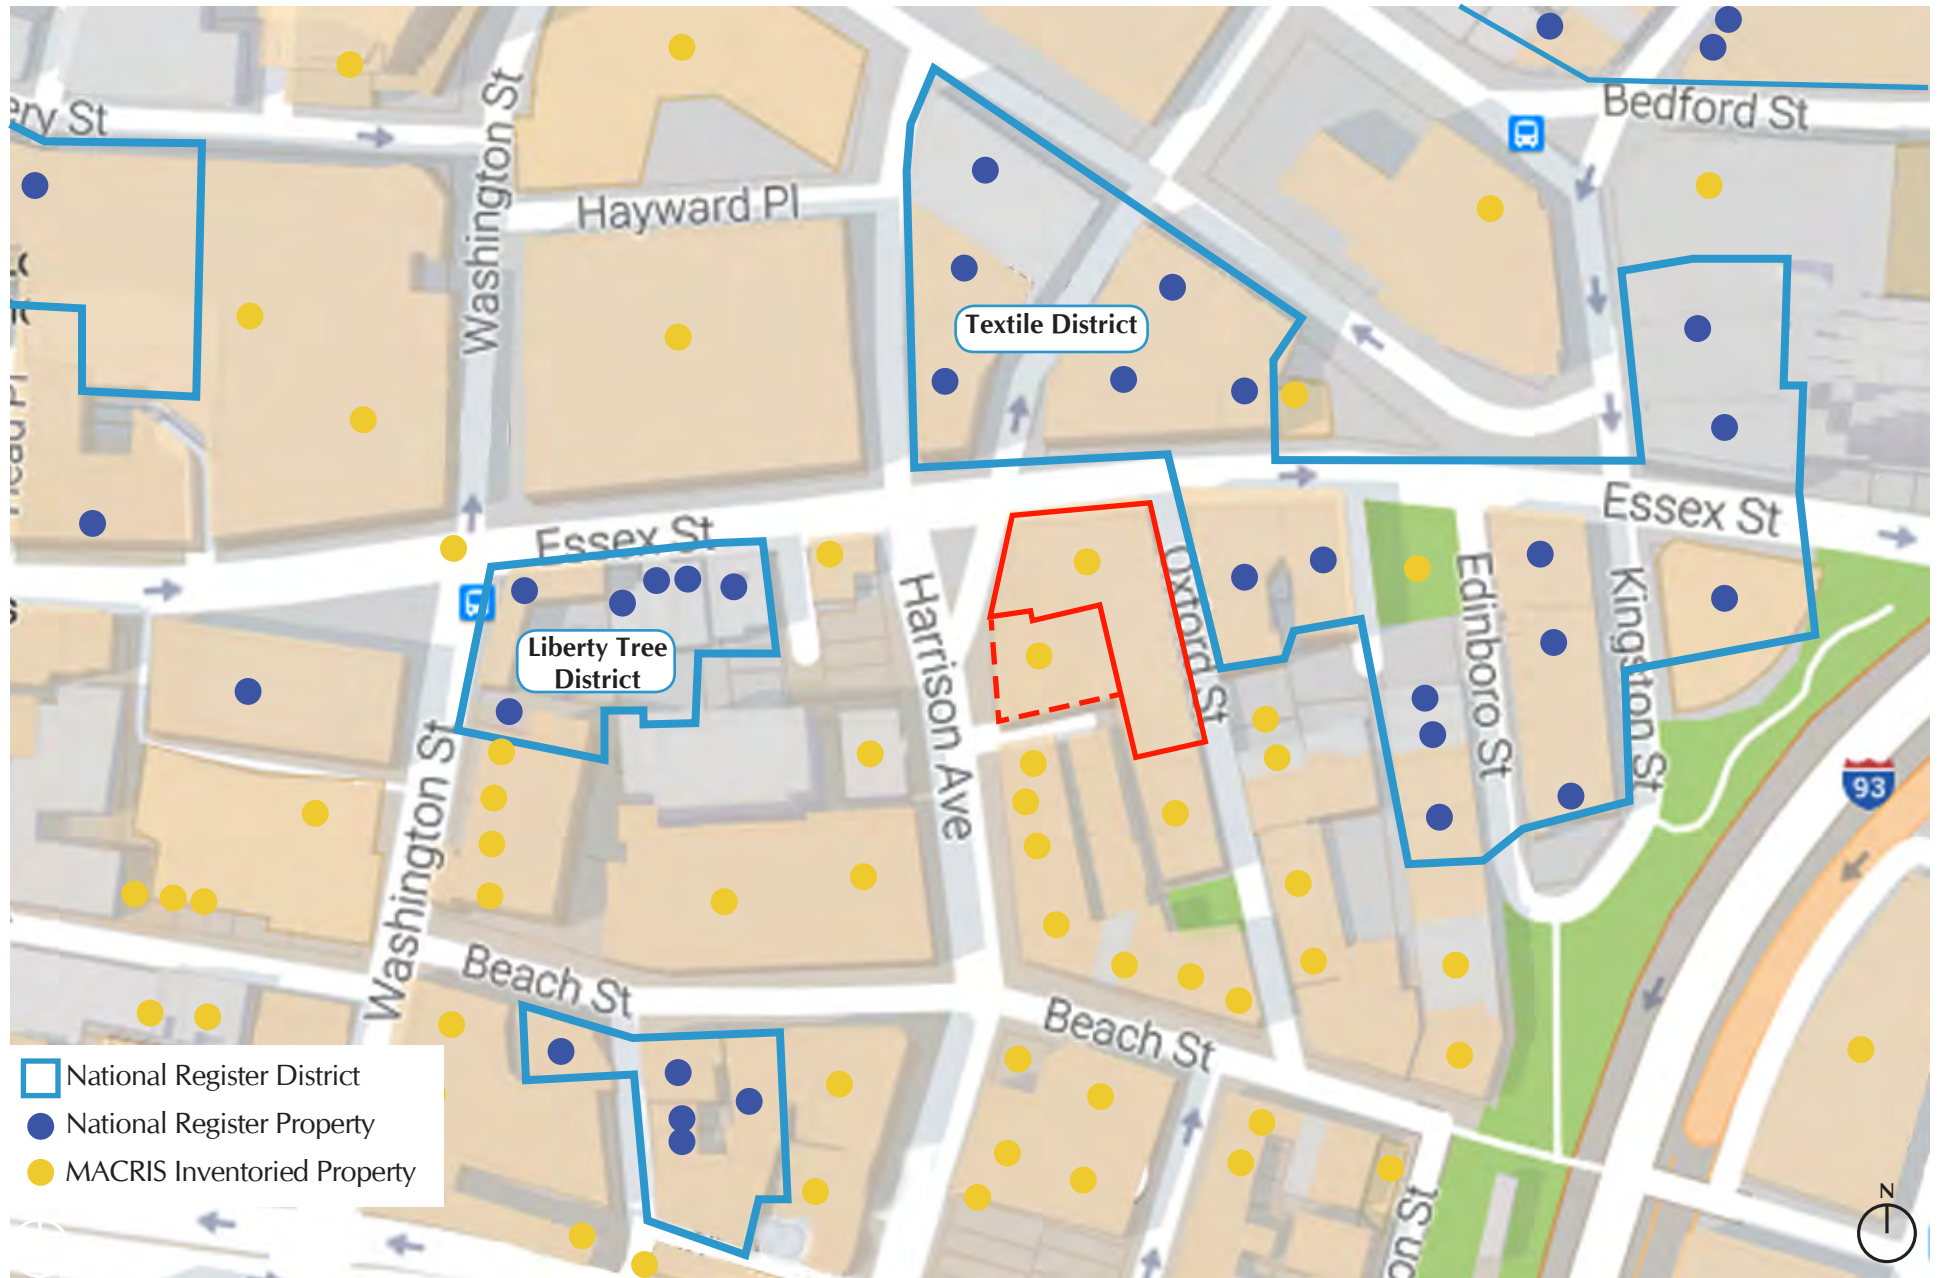 Bedford St
Washington St
Hayward Pl
Textile District
Essex St
Essex St
Liberty Tree
District
Harrison Ave
Oxford St
Edinboro St
Kingston St
Washington St
93
Beach St
Beach St
National Register District
National Register Property
MACRIS Inventoried Property
N